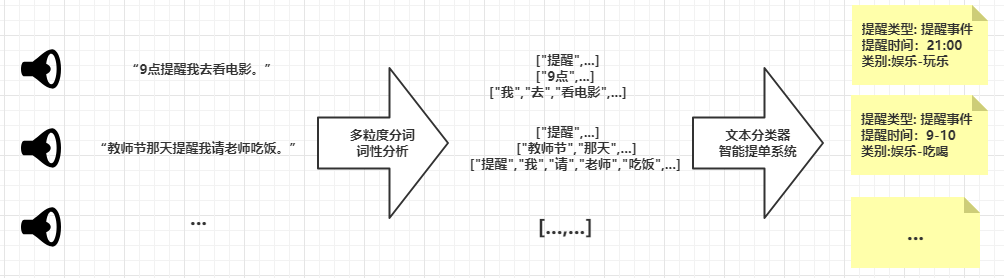 “9点提醒我去看电影。”
“教师节那天提醒我请老师吃饭。”
...
多粒度分词
词性分析
["提醒",...]
["9点",...]
["我","去","看电影",...]
["提醒",...]
["教师节","那天",...]
["提醒","我","请","老师","吃饭",...]
[...,...]
文本分类器
智能提单系统
提醒类型: 提醒事件
提醒时间：21:00
类别:娱乐-玩乐
提醒类型: 提醒事件
提醒时间：9-10
类别:娱乐-吃喝
...